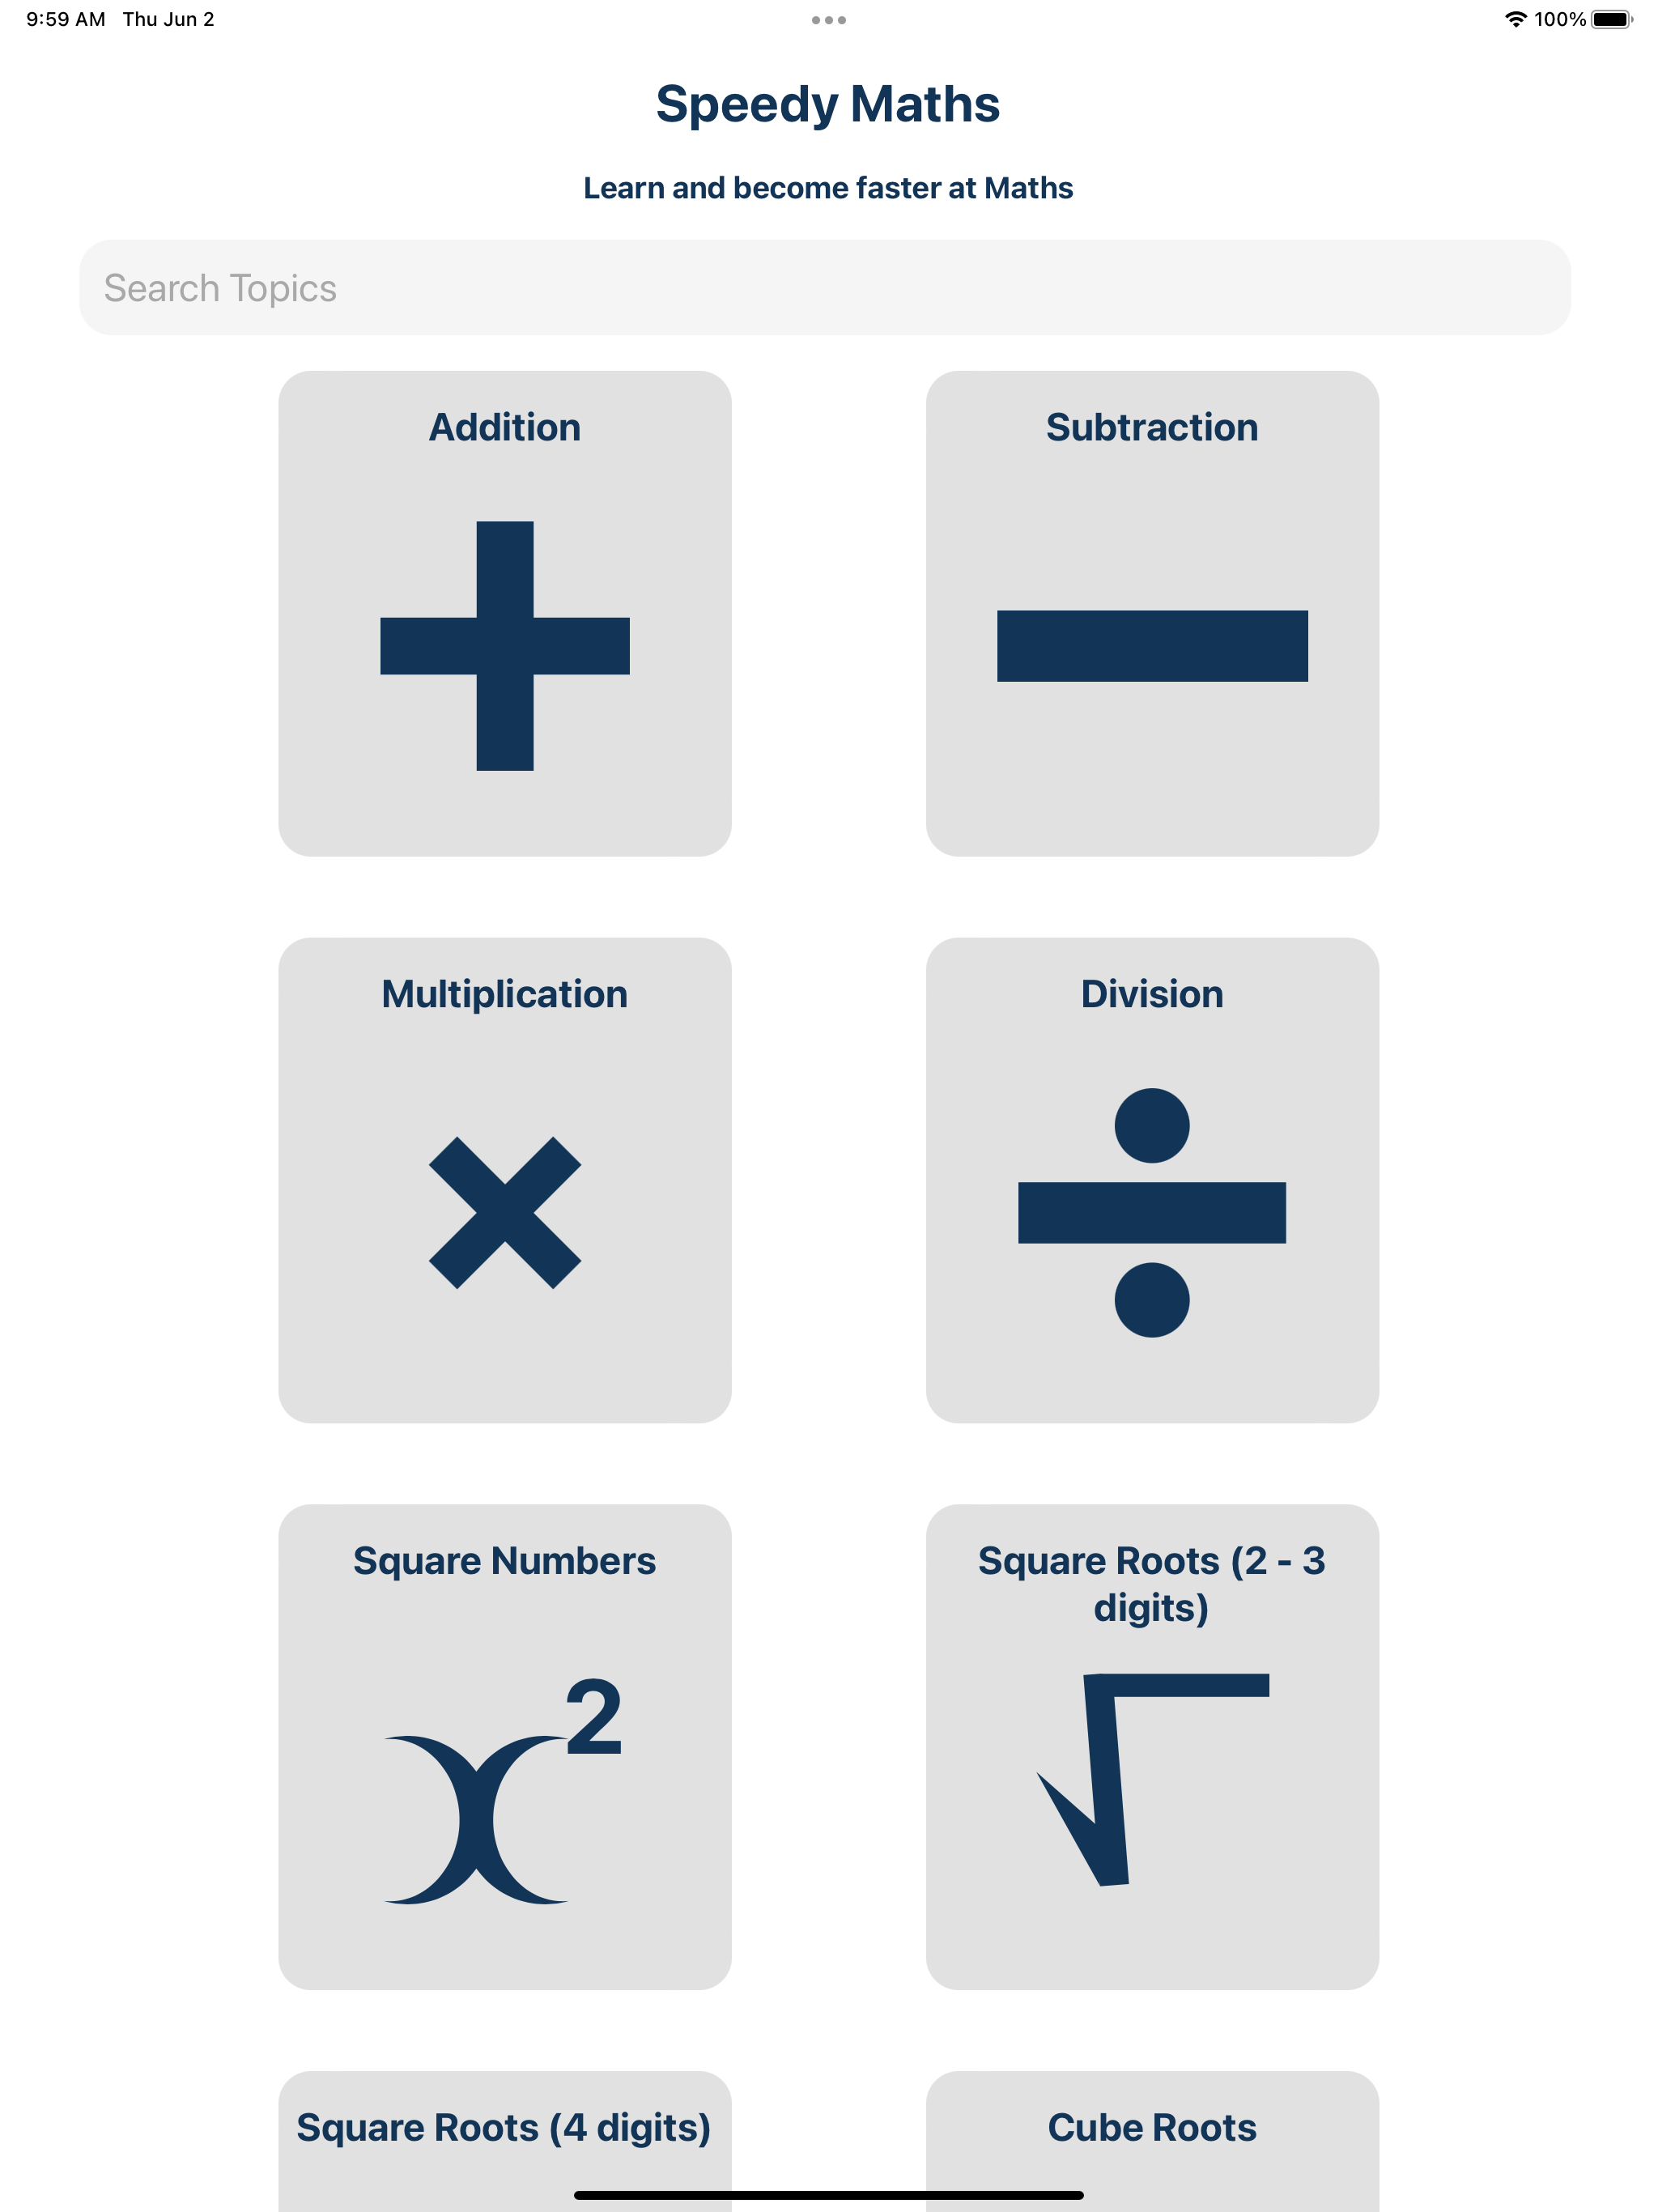 9:59 AM Thu Jun 2
100%
Speedy Maths
Learn and become faster at Maths
Search Topics
Addition
Subtraction
Multiplication
Division
Square Numbers
2
Square Roots (2 - 3
digits)
Square Roots (4 digits)
Cube Roots